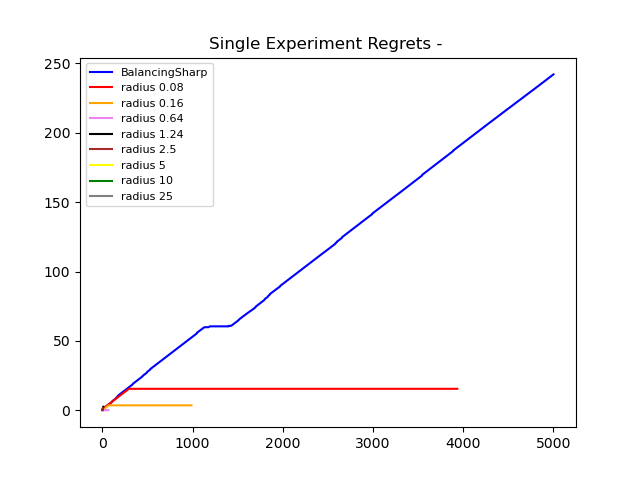 Single Experiment Regrets -
250
200
150
100
50
0
BalancingSharp
radius 0.08
radius 0.16
radius 0.64
radius 1.24
radius 2.5
radius 5
radius 10
radius 25
0 1000 2000 3000 4000 5000